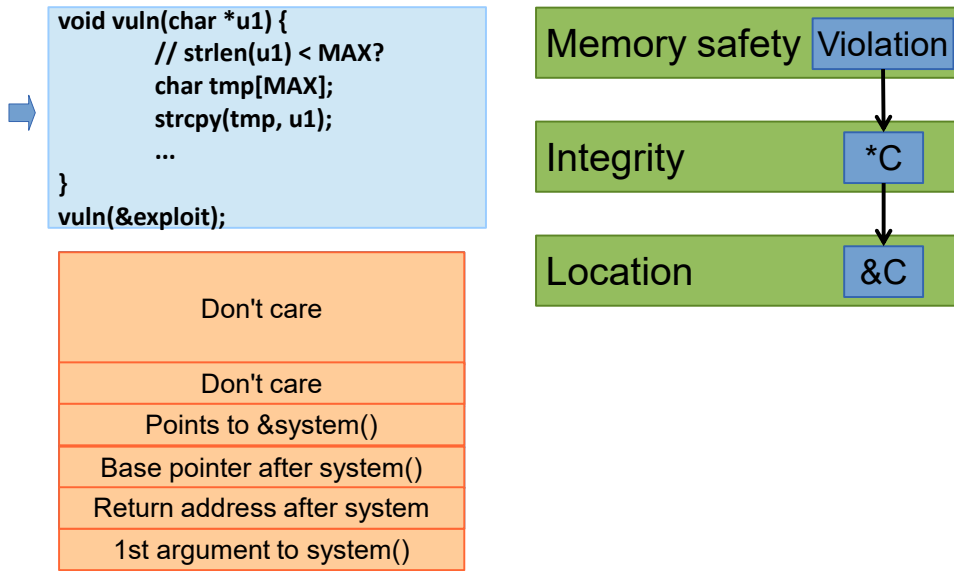 void vuln(char *u1) {
// strlen(u1) < MAX?
char tmp[MAX];
strcpy(tmp, u1);
...
}
vuln(&exploit);
Don't care
Don't care
Points to &system()
Base pointer after system()
Return address after system
1st argument to system()
Memory safety
Violation
Integrity
*C
Location
&C